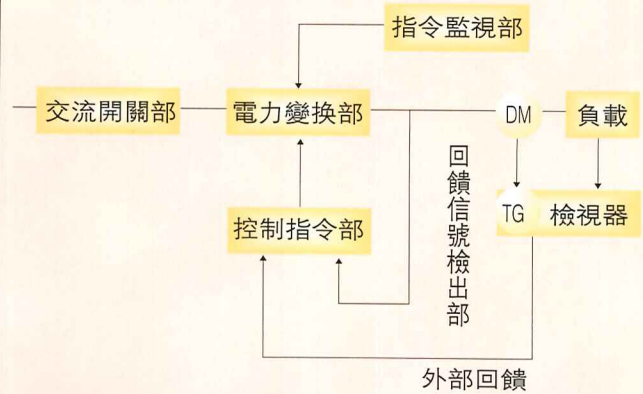 指令監視部
交流開關部
電力變換部
DM
負載
回饋信號檢出部
控制指令部
TG
檢視器
外部回饋